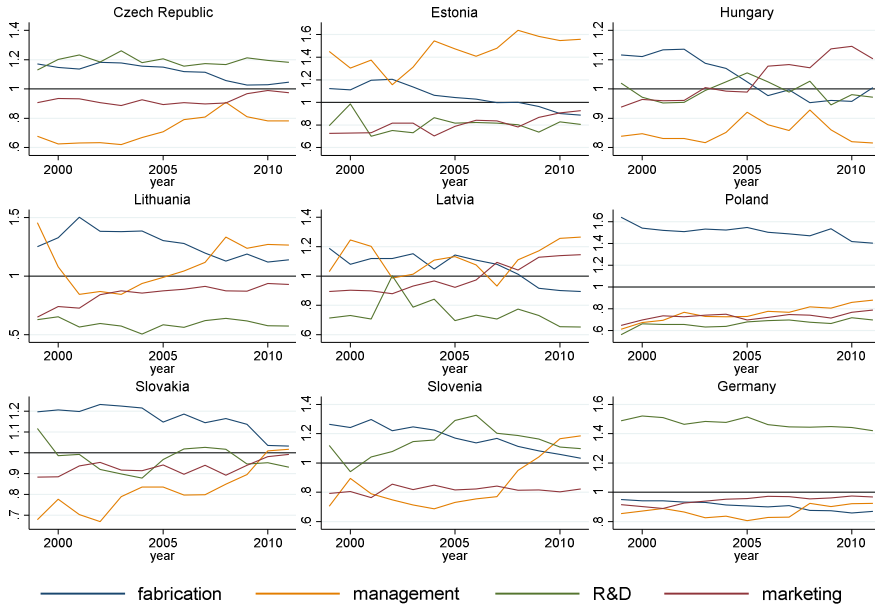 Czech Republic
.6 .8 1 1.2 1.4
2000 2005 2010
year
Estonia
.6 .8 1 1.2 1.4 1.6
2000 2005 2010
year
Hungary
.8 .9 1 1.1 1.2
2000 2005 2010
year
Lithuania
.5 1 1.5
2000 2005 2010
year
Latvia
.6 .8 1 1.2 1.4
2000 2005 2010
year
Poland
.6 .8 1 1.2 1.4 1.6
2000 2005 2010
year
Slovakia
.7 .8 .9 1 1.1 1.2
2000 2005 2010
year
Slovenia
.6 .8 1 1.2 1.4
2000 2005 2010
year
Germany
.8 1 1.2 1.4 1.6
2000 2005 2010
year
fabrication management R&D marketing